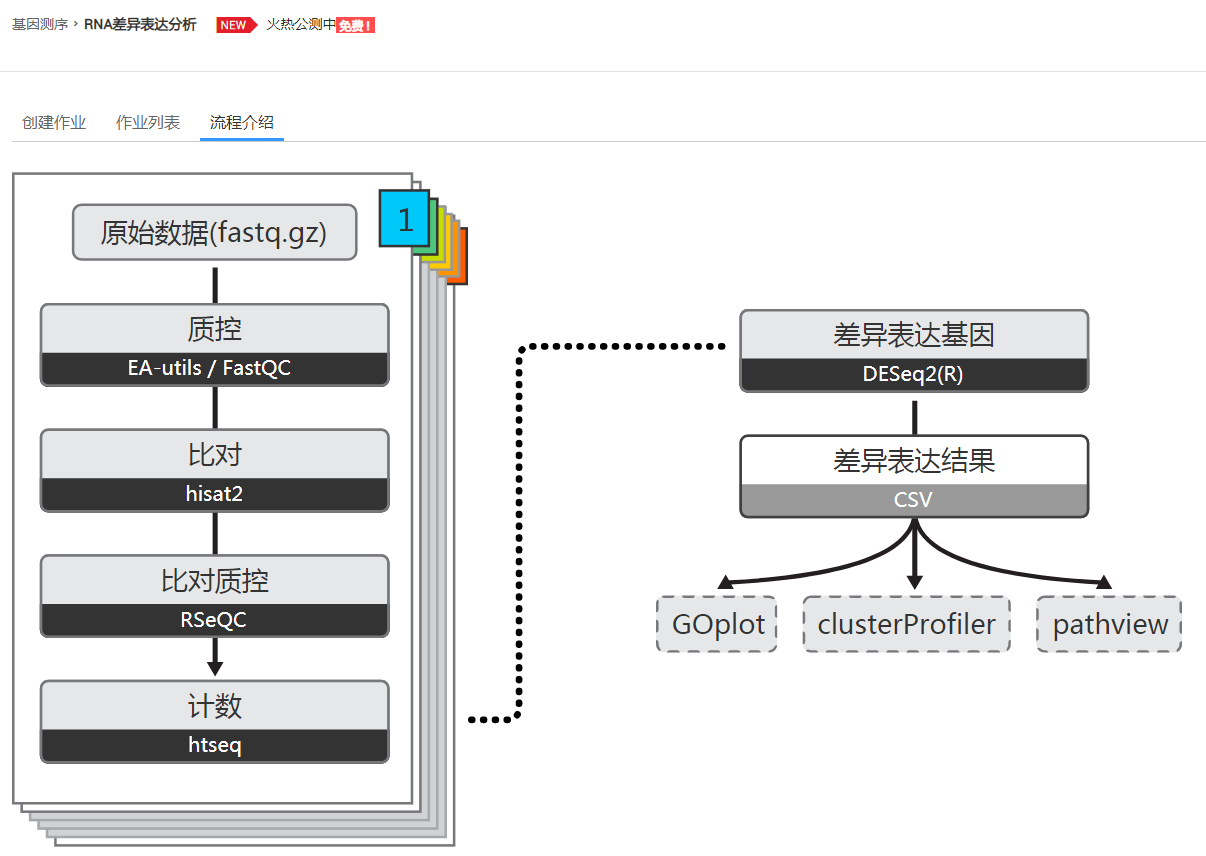 基因测序 › RNA差异表达分析 NEW 火热公测中 免费！
创建作业 作业列表 流程介绍
1
原始数据(fastq.gz)
质控
EA-utils / FastQC
比对
hisat2
比对质控
RSeQC
计数
htseq
差异表达基因
DESeq2(R)
差异表达结果
CSV
GOplot clusterProfiler pathview